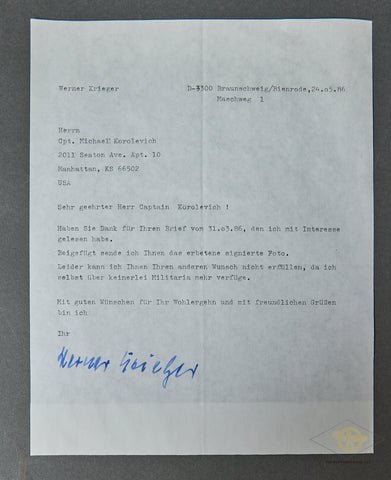 Werner Krieger D-3300 Braunschweig/Bienrode,24.o5.86
Maschweg 1
Herrn
Cpt. Michael Korolevich
2011 Seaton Ave. Apt. 10
Manhattan, KS 66502
USA
Sehr geehrter Herr Captain Korolevich !
Haben Sie Dank für Ihren Brief vom 31.o3.86, den ich mit Interesse
gelesen habe.
Beigefügt sende ich Ihnen das erbetene signierte Foto.
Leider kann ich Ihnen Ihren anderen Wunsch nicht erfüllen, da ich
selbst über keinerlei Militaria mehr verfüge.
Mit guten Wünschen für Ihr Wohlergehn und mit freundlichen Grüßen
bin ich
Ihr
Werner Krieger